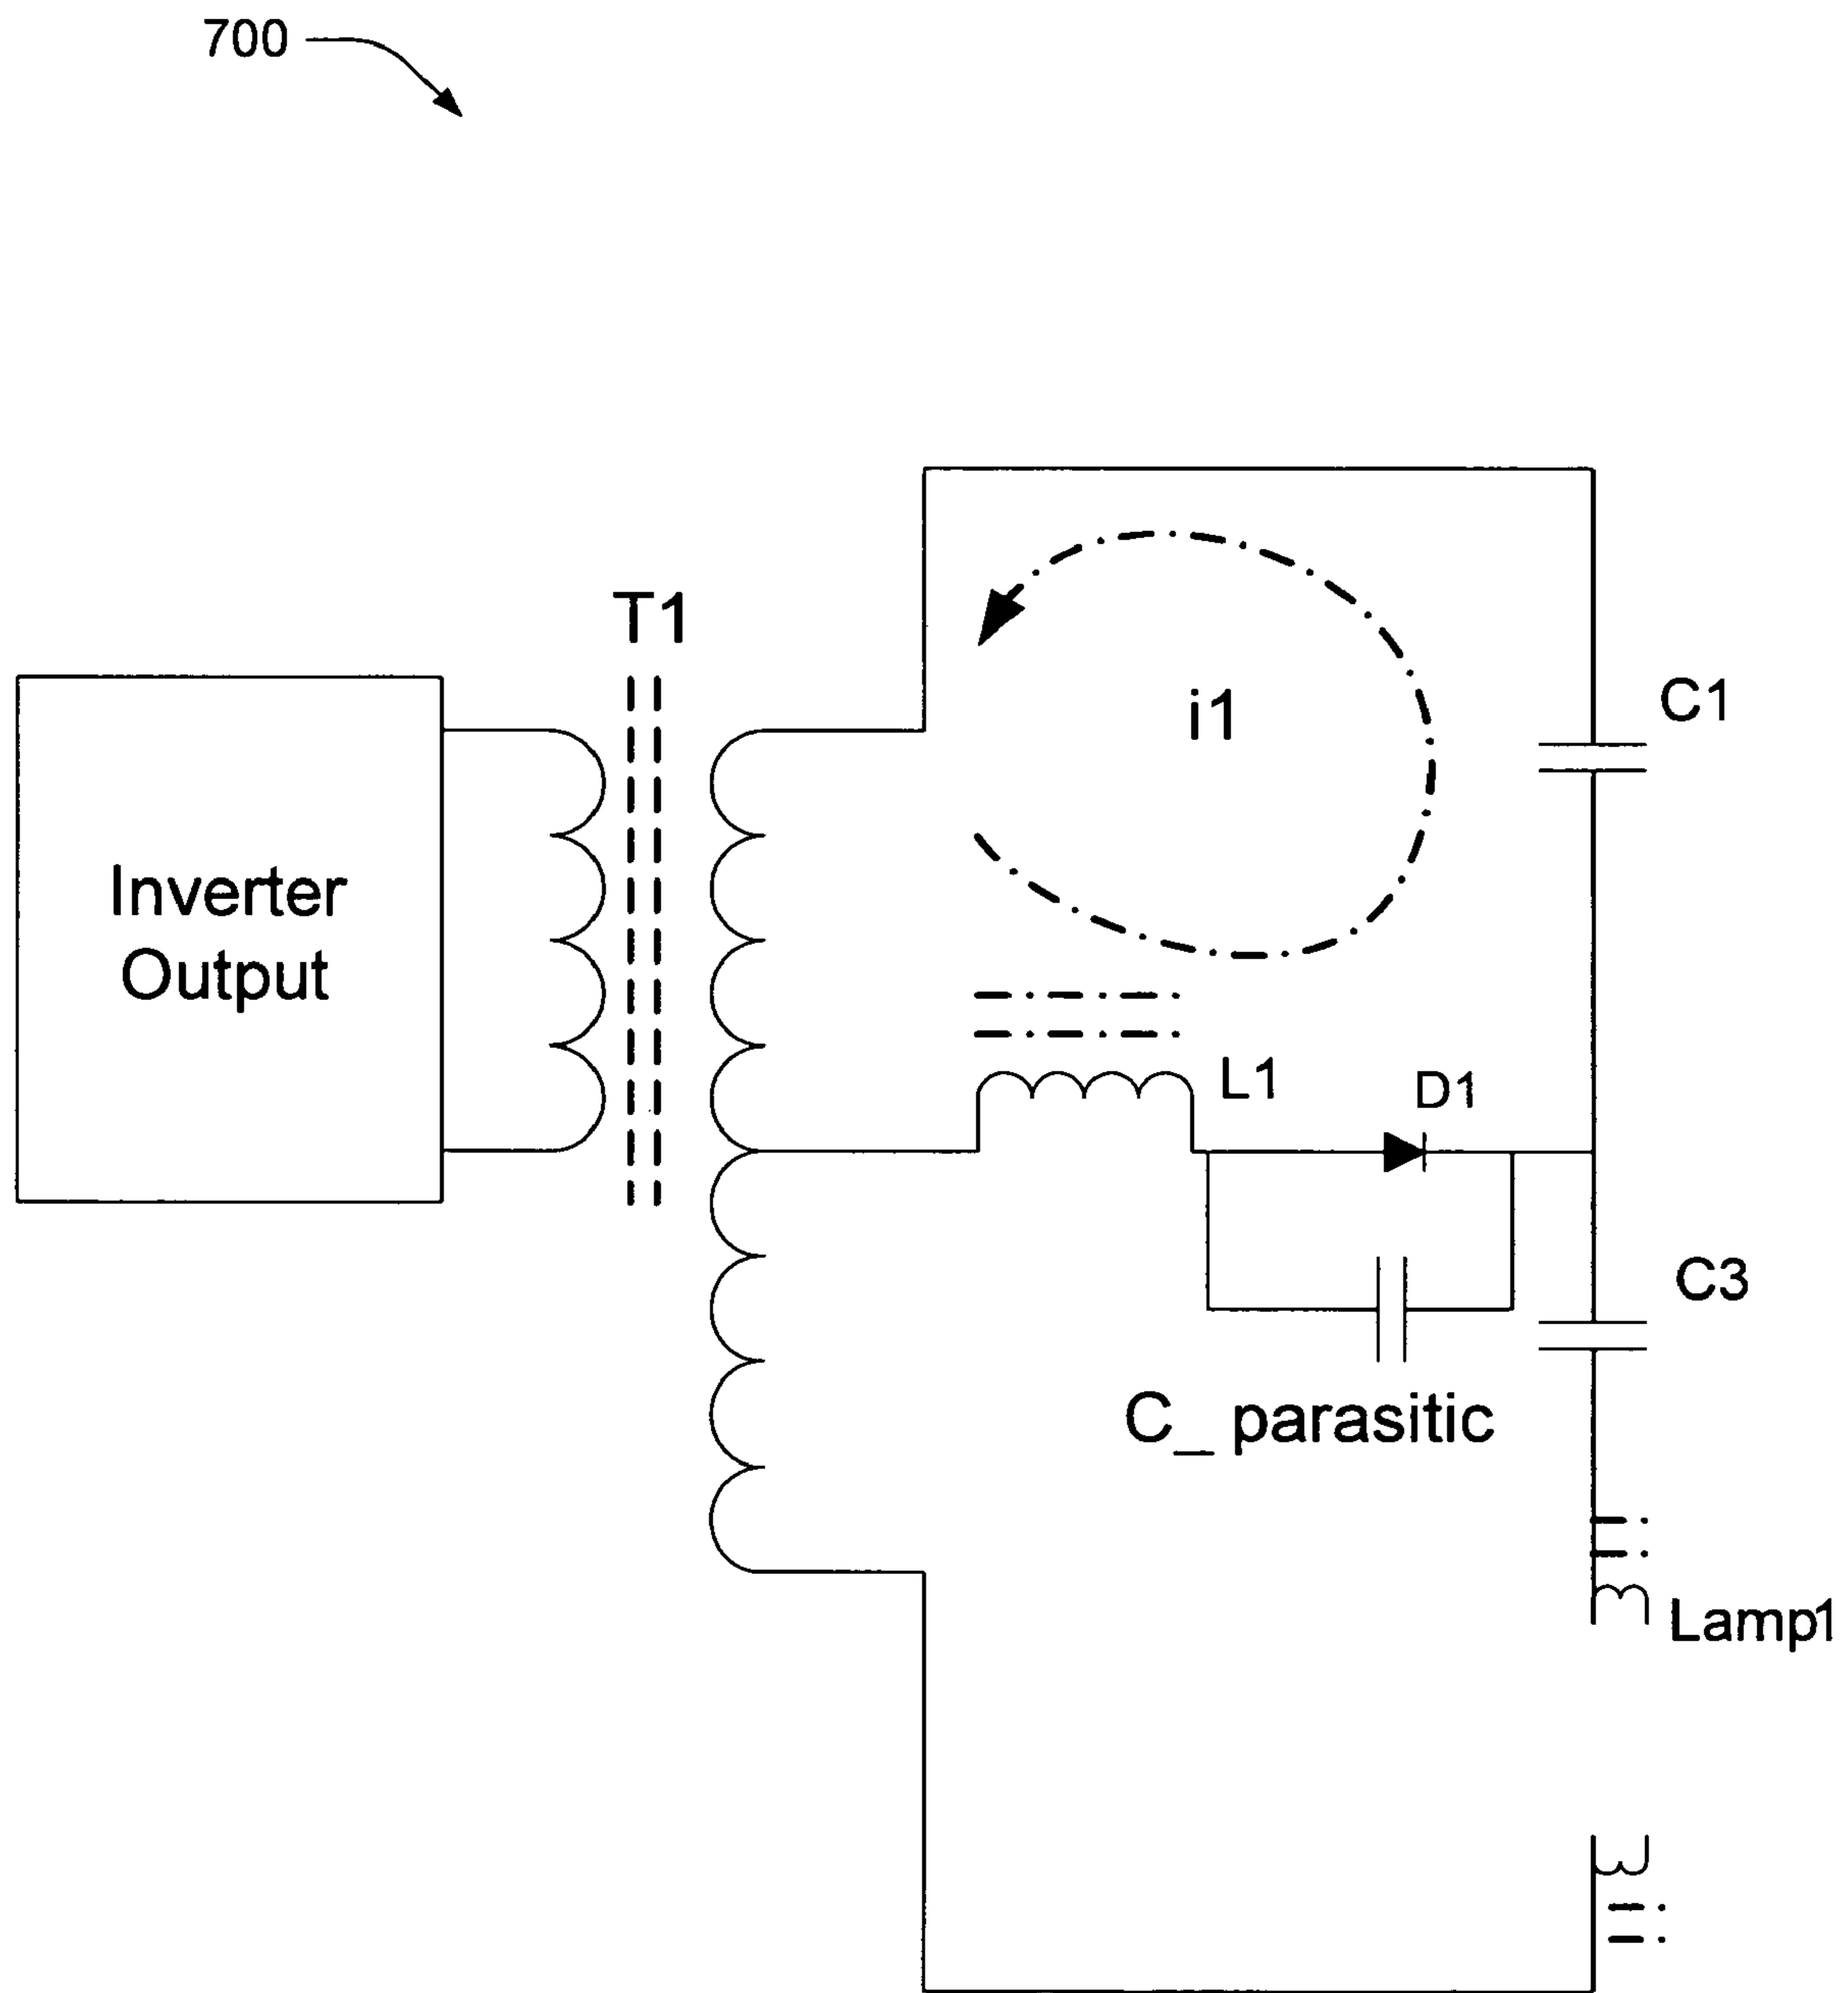 700
T1
i1
C1
Inverter
Output
L1
D1
C3
C_ parasitic
Lamp1